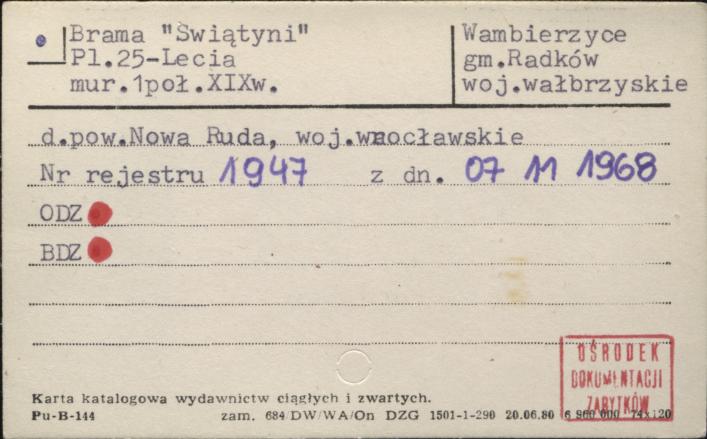 Brama "Swiątyni"
Pl.25-Lecia
mur.1poł.XIXw.
Wambierzyce
gm.Radków
woj.wałbrzyskie
d.pow.Nowa Ruda, woj.wrocławskie
Nr rejestru 1947 z dn. 07 11 1968
ODZ
BDZ
OŚRODEK
DOKUMENTACJI
ZABYTKÓW
Karta katalogowa wydawnictw ciągłych i zwartych.
Pu-B-144 zam. 684/DW/WA/On DZG 1501-1-290 20.06.80 6 960 000 74x120